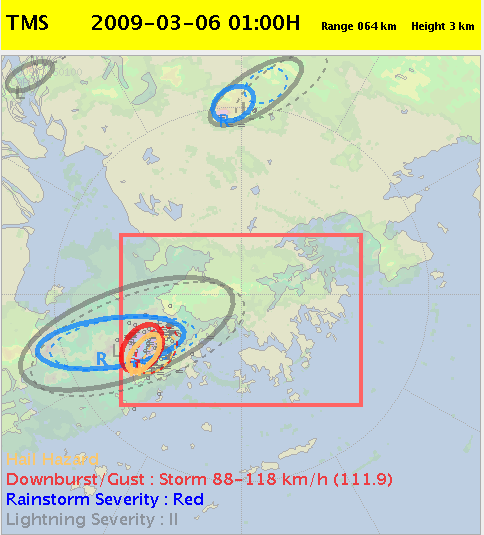 TMS 2009-03-06 01:00H Range 064 km Height 3 km
L
R
L
R
Hail Hazard
Downburst/Gust : Storm 88-118 km/h (111.9)
Rainstorm Severity : Red
Lightning Severity : II